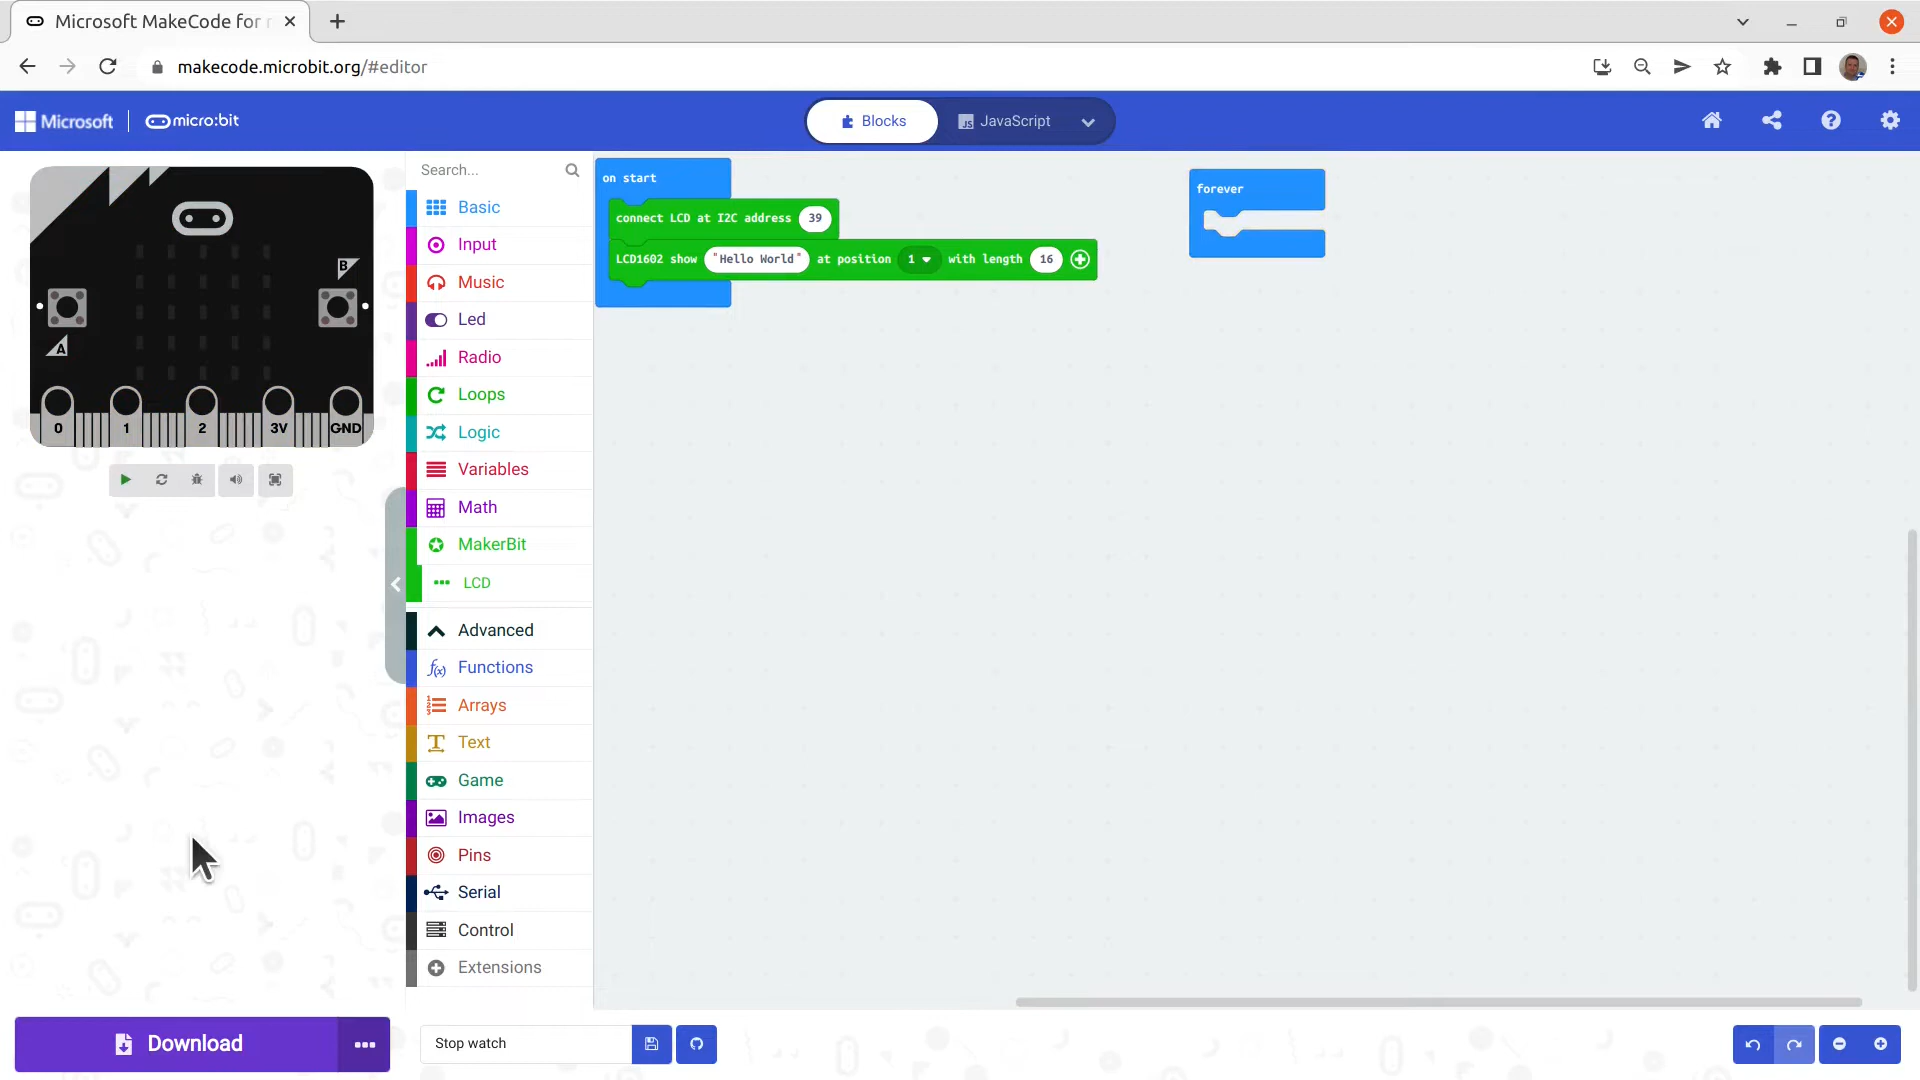 Microsoft MakeCode for
makecode.microbit.org/#editor
Microsoft
micro:bit
Blocks
JS JavaScript
B
A
0 1 2 3V GND
Search...
Basic
Input
Music
Led
Radio
Loops
Logic
Variables
Math
MakerBit
LCD
Advanced
f(x) Functions
Arrays
Text
Game
Images
Pins
Serial
Control
Extensions
on start
connect LCD at I2C address 39
LCD1602 show "Hello World" at position 1 with length 16
forever
Download
Stop watch